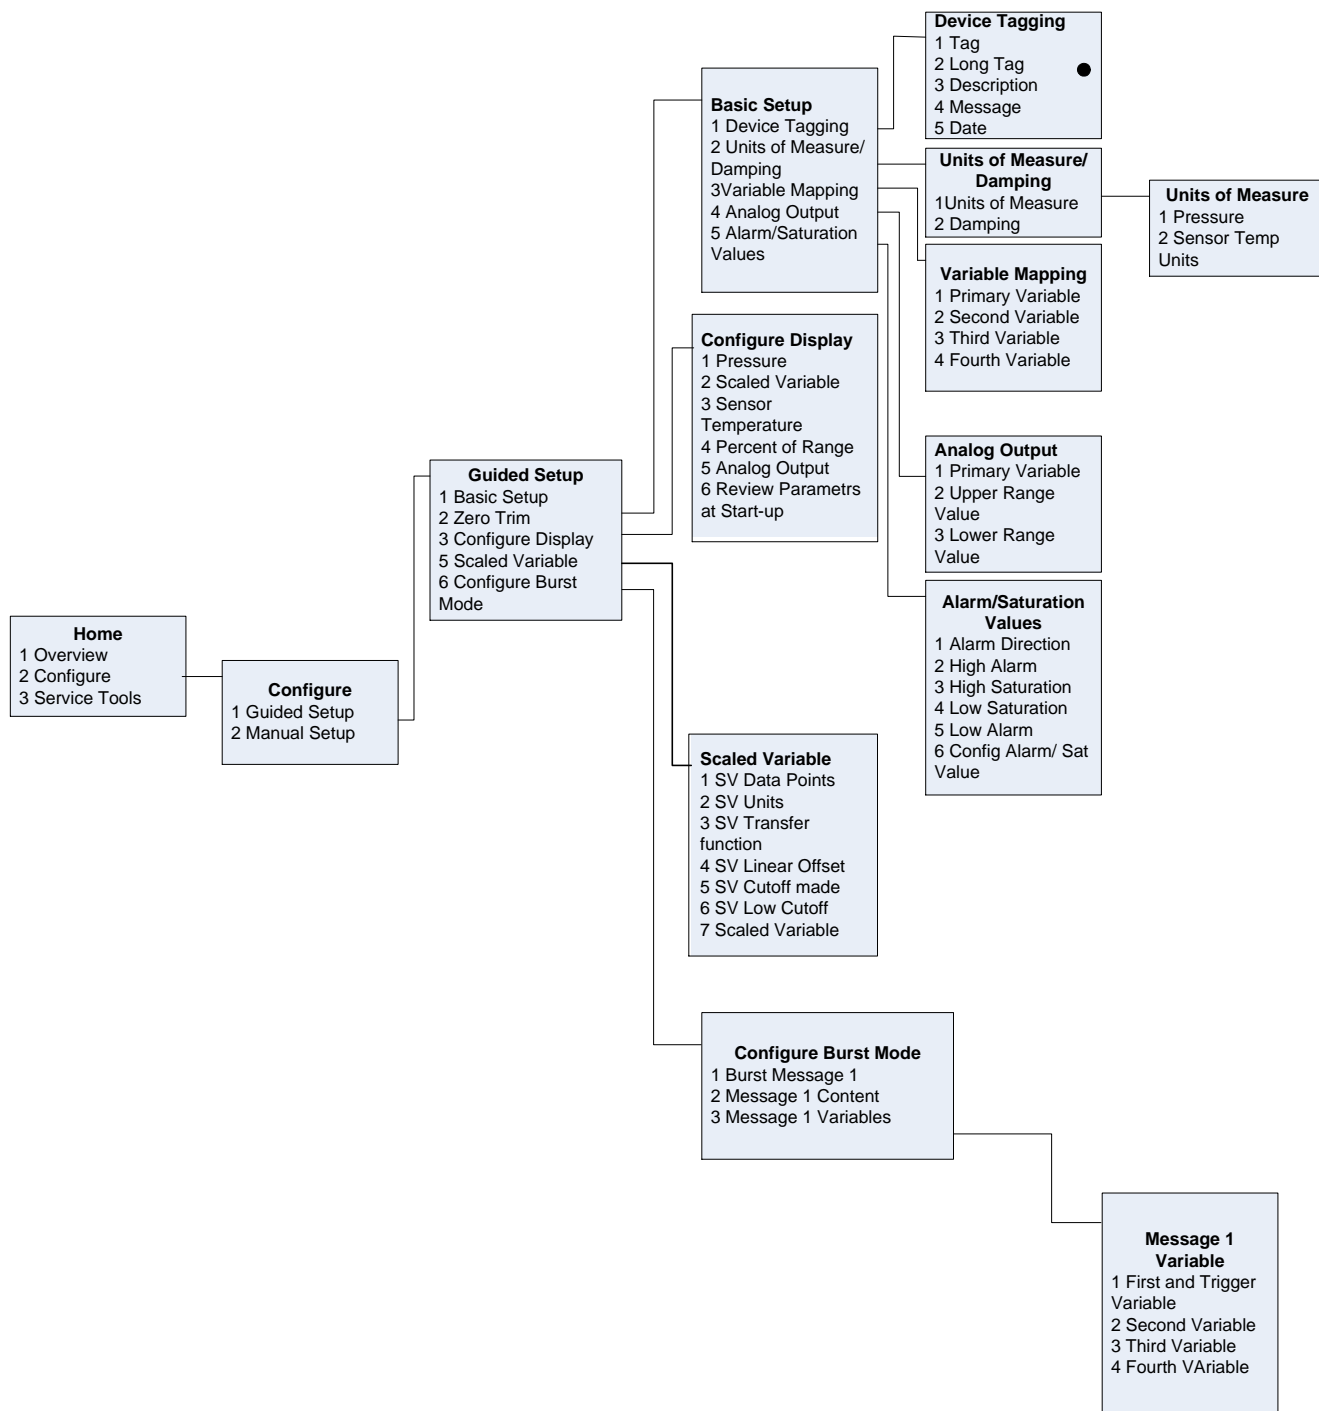 Home
1 Overview
2 Configure
3 Service Tools
Configure
1 Guided Setup
2 Manual Setup
Guided Setup
1 Basic Setup
2 Zero Trim
3 Configure Display
5 Scaled Variable
6 Configure Burst
Mode
Basic Setup
1 Device Tagging
2 Units of Measure/
Damping
3Variable Mapping
4 Analog Output
5 Alarm/Saturation
Values
Device Tagging
1 Tag
2 Long Tag
3 Description
4 Message
5 Date
Units of Measure/
Damping
1Units of Measure
2 Damping
Units of Measure
1 Pressure
2 Sensor Temp
Units
Variable Mapping
1 Primary Variable
2 Second Variable
3 Third Variable
4 Fourth Variable
Analog Output
1 Primary Variable
2 Upper Range
Value
3 Lower Range
Value
Alarm/Saturation
Values
1 Alarm Direction
2 High Alarm
3 High Saturation
4 Low Saturation
5 Low Alarm
6 Config Alarm/ Sat
Value
Configure Display
1 Pressure
2 Scaled Variable
3 Sensor
Temperature
4 Percent of Range
5 Analog Output
6 Review Parametrs
at Start-up
Scaled Variable
1 SV Data Points
2 SV Units
3 SV Transfer
function
4 SV Linear Offset
5 SV Cutoff made
6 SV Low Cutoff
7 Scaled Variable
Configure Burst Mode
1 Burst Message 1
2 Message 1 Content
3 Message 1 Variables
Message 1
Variable
1 First and Trigger
Variable
2 Second Variable
3 Third Variable
4 Fourth VAriable